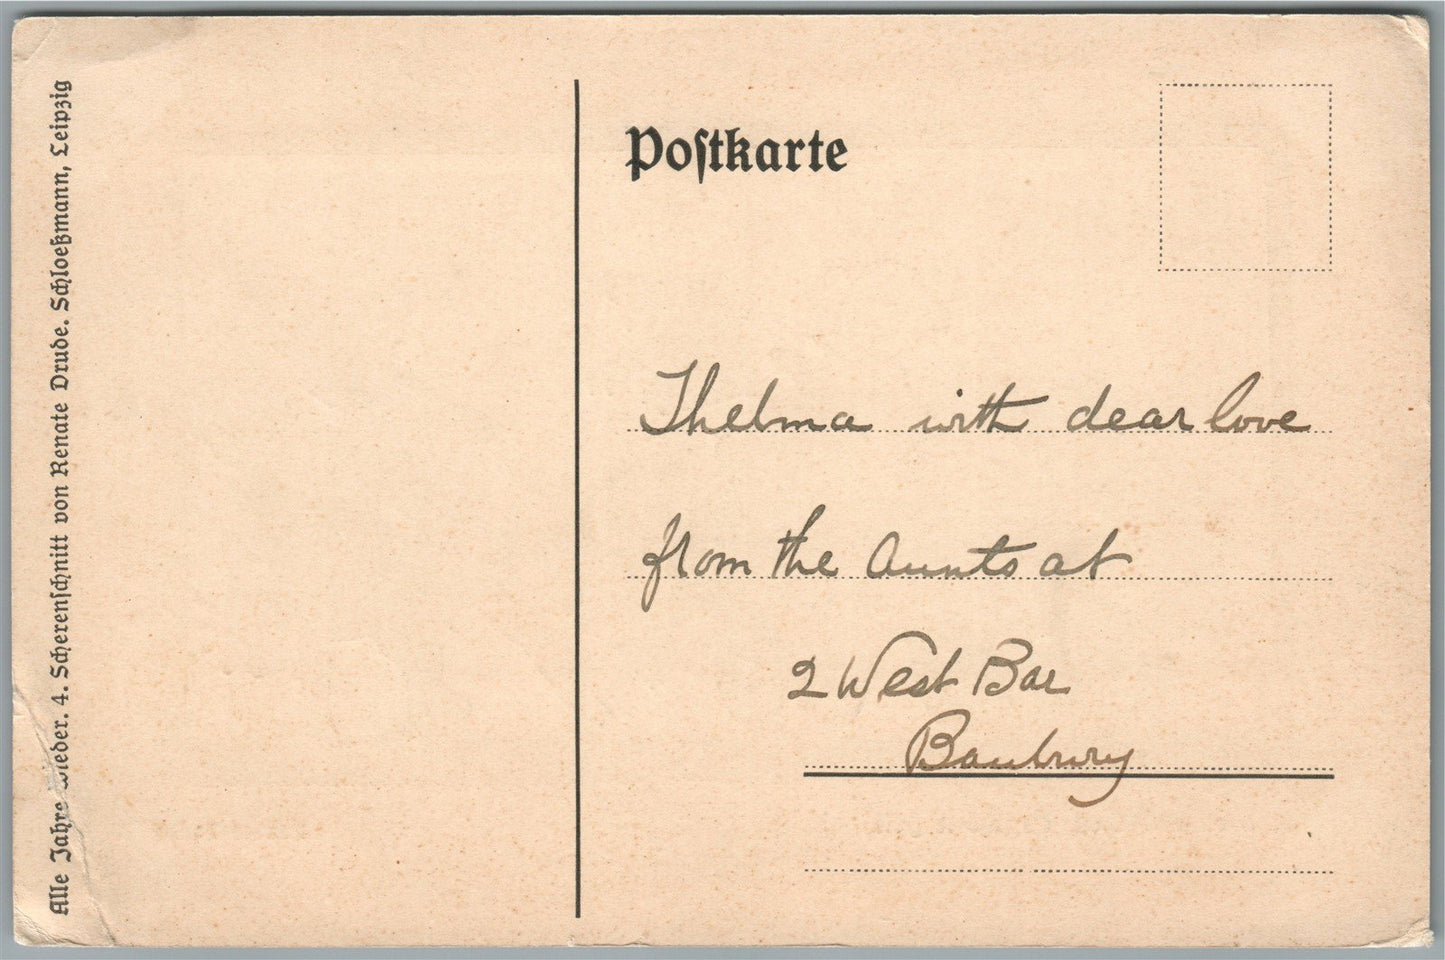 Alle Jahre wieder. 4. Scherenschnitt von Renate Drude. Schloeßmann, Leipzig
Postkarte
Thelma with dear love
from the Aunts at
2 West Bar
Banbury